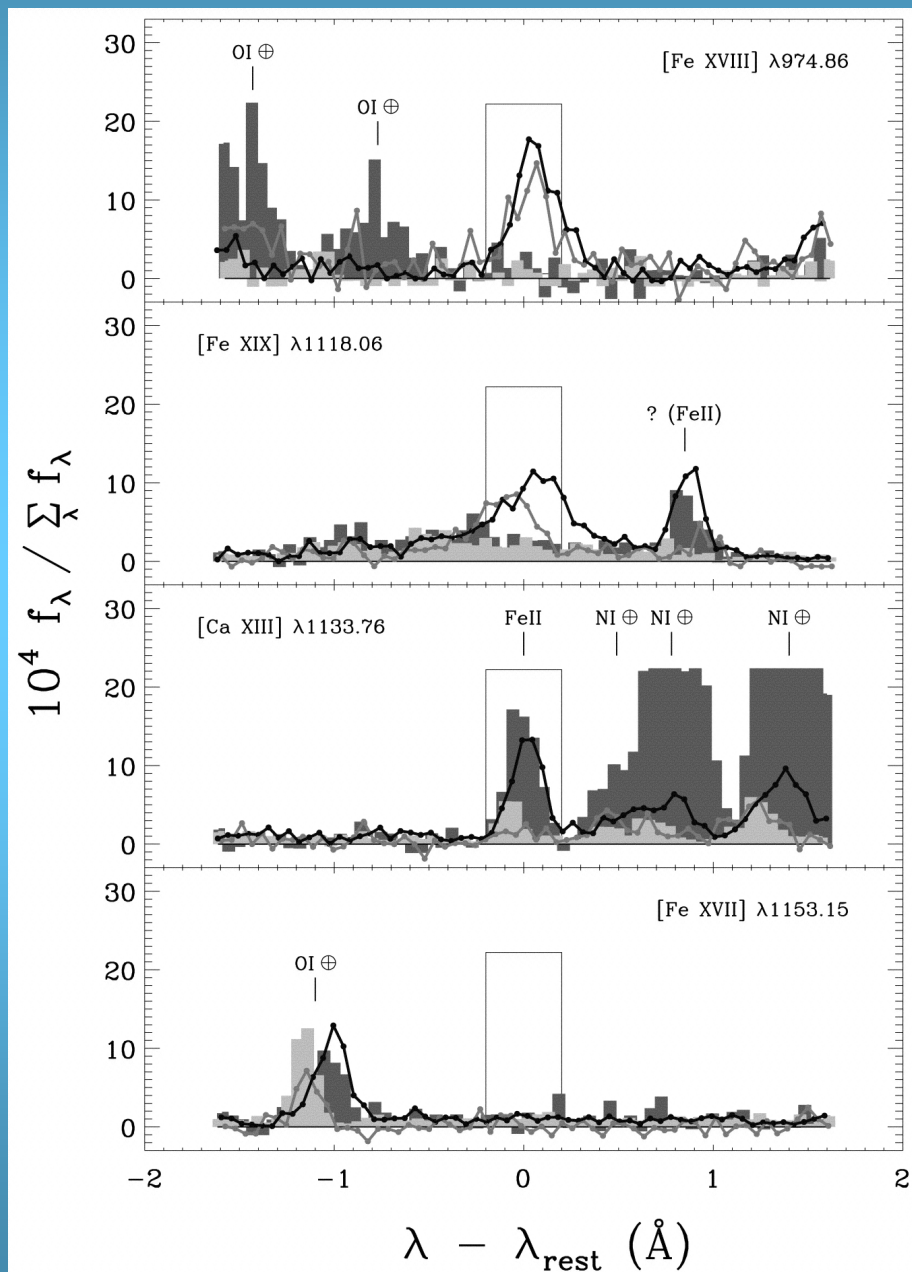 10⁴ f_λ / Σ_λ f_λ
30
20
10
0
OI ⊕
OI ⊕
[Fe XVIII] λ974.86
30
20
10
0
[Fe XIX] λ1118.06
? (FeII)
30
20
10
0
[Ca XIII] λ1133.76
FeII
NI ⊕ NI ⊕
NI ⊕
30
20
10
0
OI ⊕
[Fe XVII] λ1153.15
−2 −1 0 1 2
λ − λ_rest (Å)